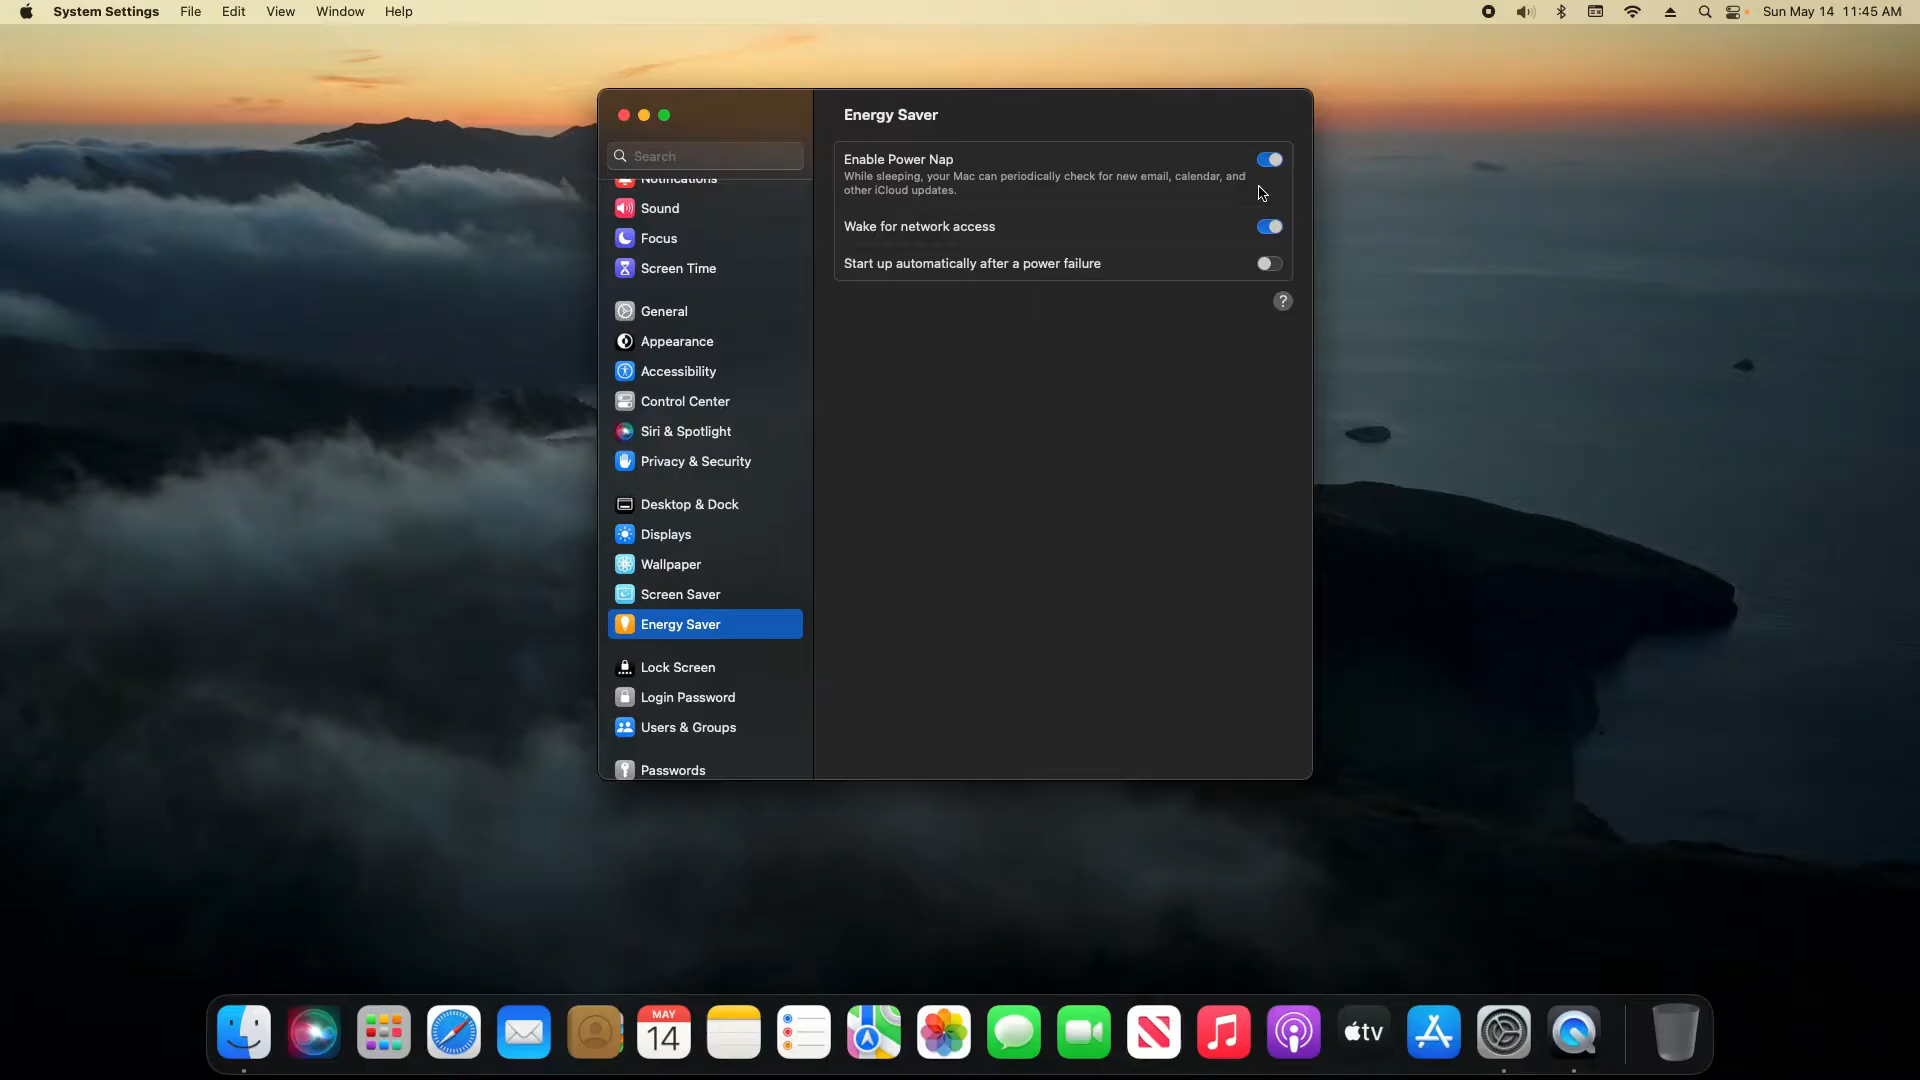 System Settings File Edit View Window Help
Sun May 14 11:45 AM
Energy Saver
Search
Notifications
Sound
Focus
Screen Time
General
Appearance
Accessibility
Control Center
Siri & Spotlight
Privacy & Security
Desktop & Dock
Displays
Wallpaper
Screen Saver
Energy Saver
Lock Screen
Login Password
Users & Groups
Passwords
Enable Power Nap
While sleeping, your Mac can periodically check for new email, calendar, and
other iCloud updates.
Wake for network access
Start up automatically after a power failure
?
MAY
14
tv